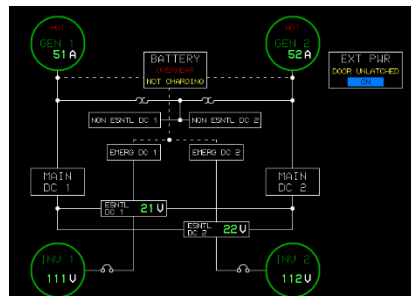 HOT
GEN 1
51 A
HOT
GEN 2
52 A
BATTERY
OVERHEAT
NOT CHARGING
EXT PWR
DOOR UNLATCHED
ON
NON ESNTL DC 1
NON ESNTL DC 2
EMERG DC 1
EMERG DC 2
MAIN
DC 1
MAIN
DC 2
ESNTL
DC 1
21 V
ESNTL
DC 2
22 V
INV 1
111 V
INV 2
112 V